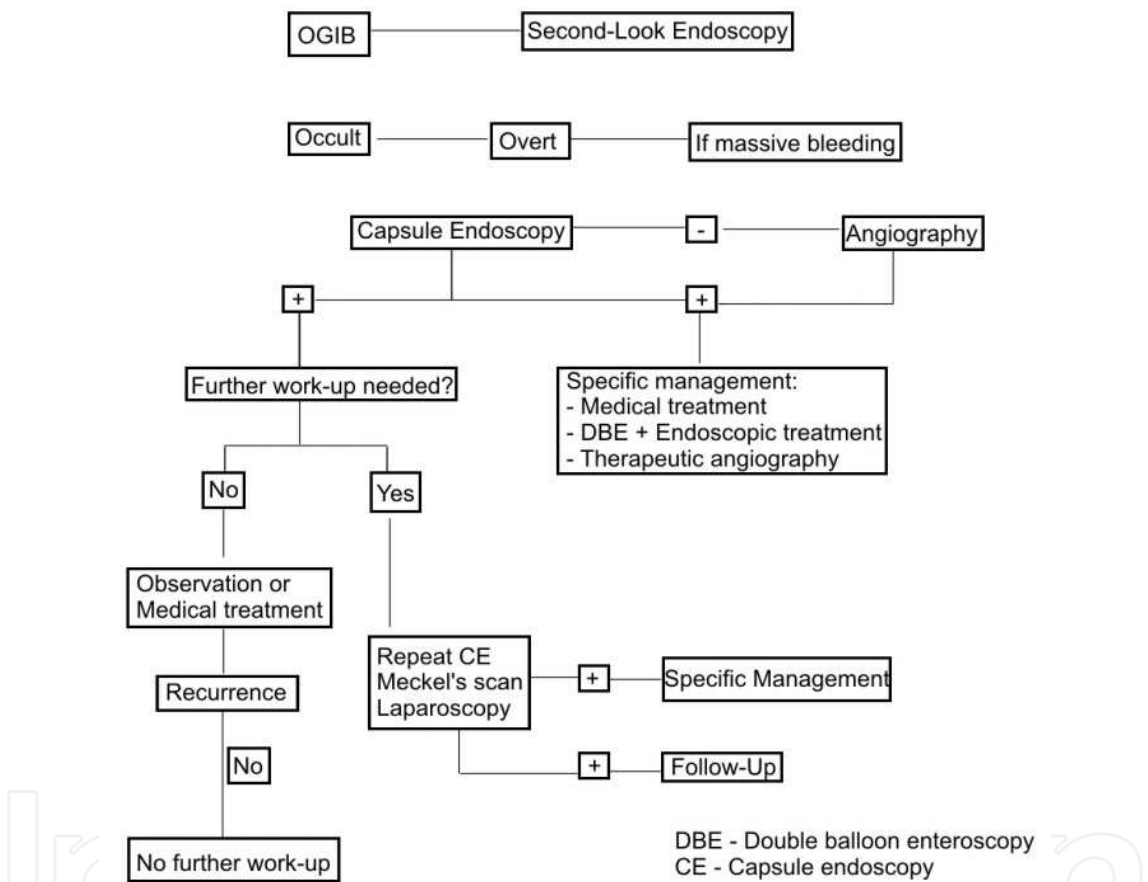 OGIB
Second-Look Endoscopy
Occult
Overt
If massive bleeding
Capsule Endoscopy
-
Angiography
+
+
Further work-up needed?
Specific management:
- Medical treatment
- DBE + Endoscopic treatment
- Therapeutic angiography
No
Yes
Observation or
Medical treatment
Repeat CE
Meckel's scan
Laparoscopy
+
Specific Management
Recurrence
No
+
Follow-Up
No further work-up
DBE - Double balloon enteroscopy
CE - Capsule endoscopy